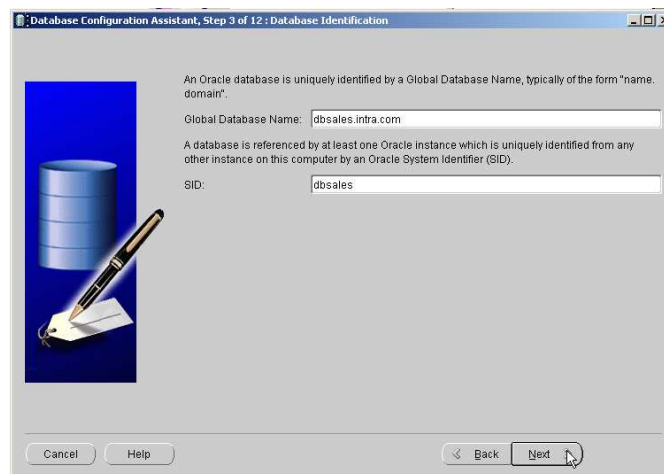 Database Configuration Assistant, Step 3 of 12 : Database Identification
An Oracle database is uniquely identified by a Global Database Name, typically of the form "name.
domain".
Global Database Name: dbsales.intra.com
A database is referenced by at least one Oracle instance which is uniquely identified from any
other instance on this computer by an Oracle System Identifier (SID).
SID: dbsales
Cancel Help Back Next